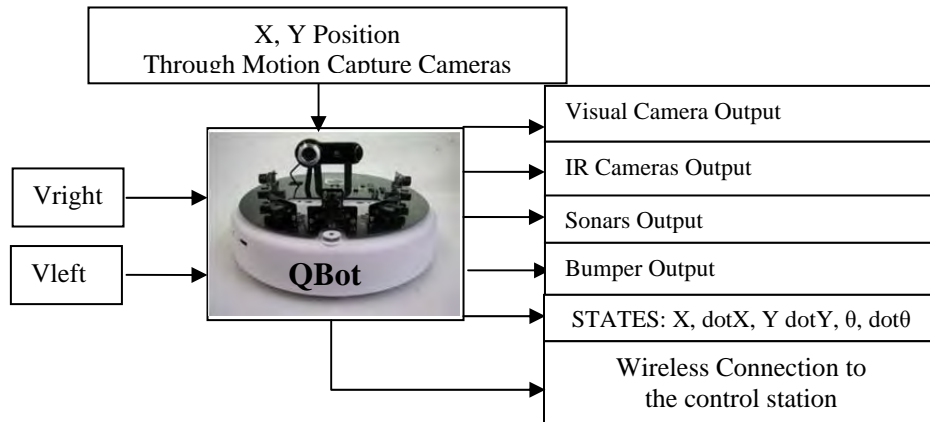 X, Y Position
Through Motion Capture Cameras
Visual Camera Output
IR Cameras Output
Vright
Sonars Output
Vleft
QBot
Bumper Output
STATES: X, dotX, Y dotY, θ, dotθ
Wireless Connection to
the control station